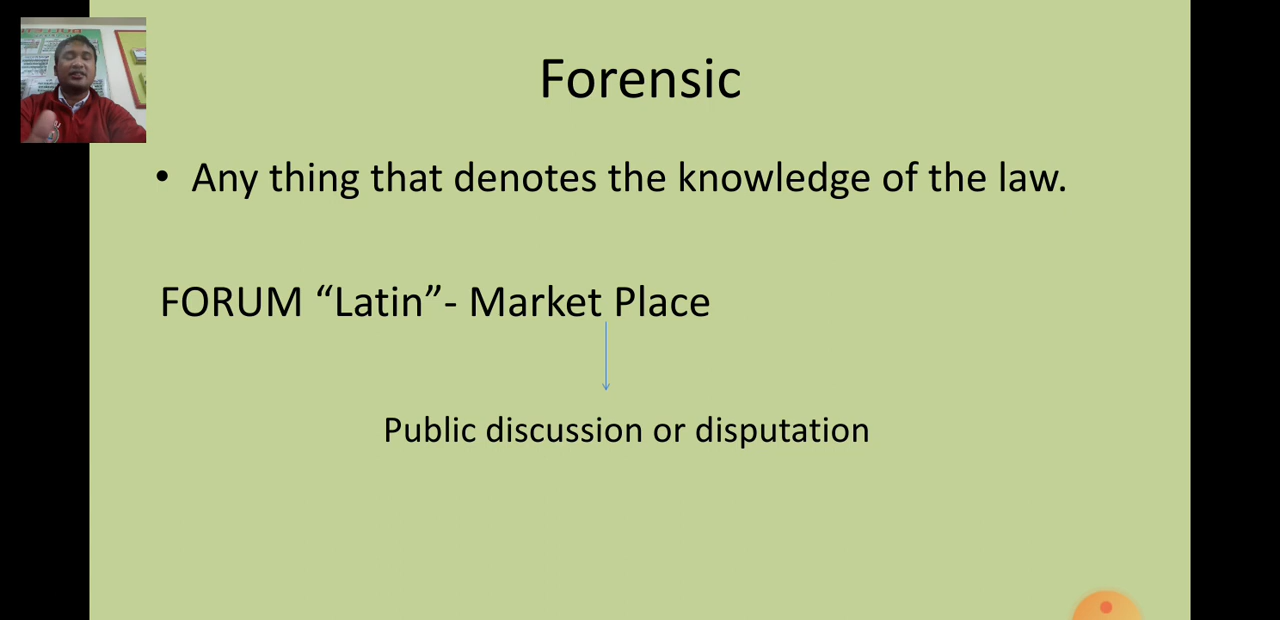 Forensic
• Any thing that denotes the knowledge of the law.
FORUM “Latin”- Market Place
Public discussion or disputation